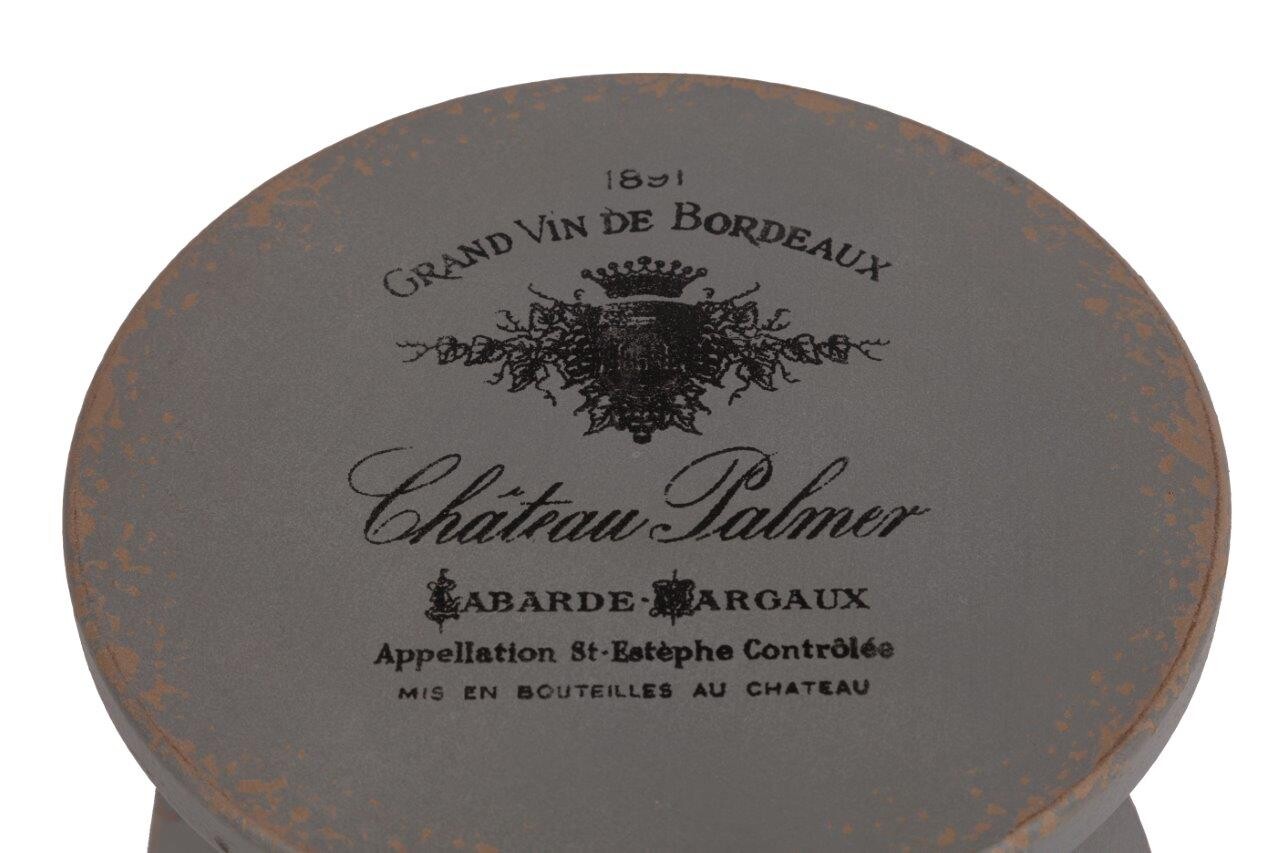 1891
GRAND VIN DE BORDEAUX
Château Palmer
LABARDE-MARGAUX
Appellation St-Estèphe Contrôlée
MIS EN BOUTEILLES AU CHATEAU